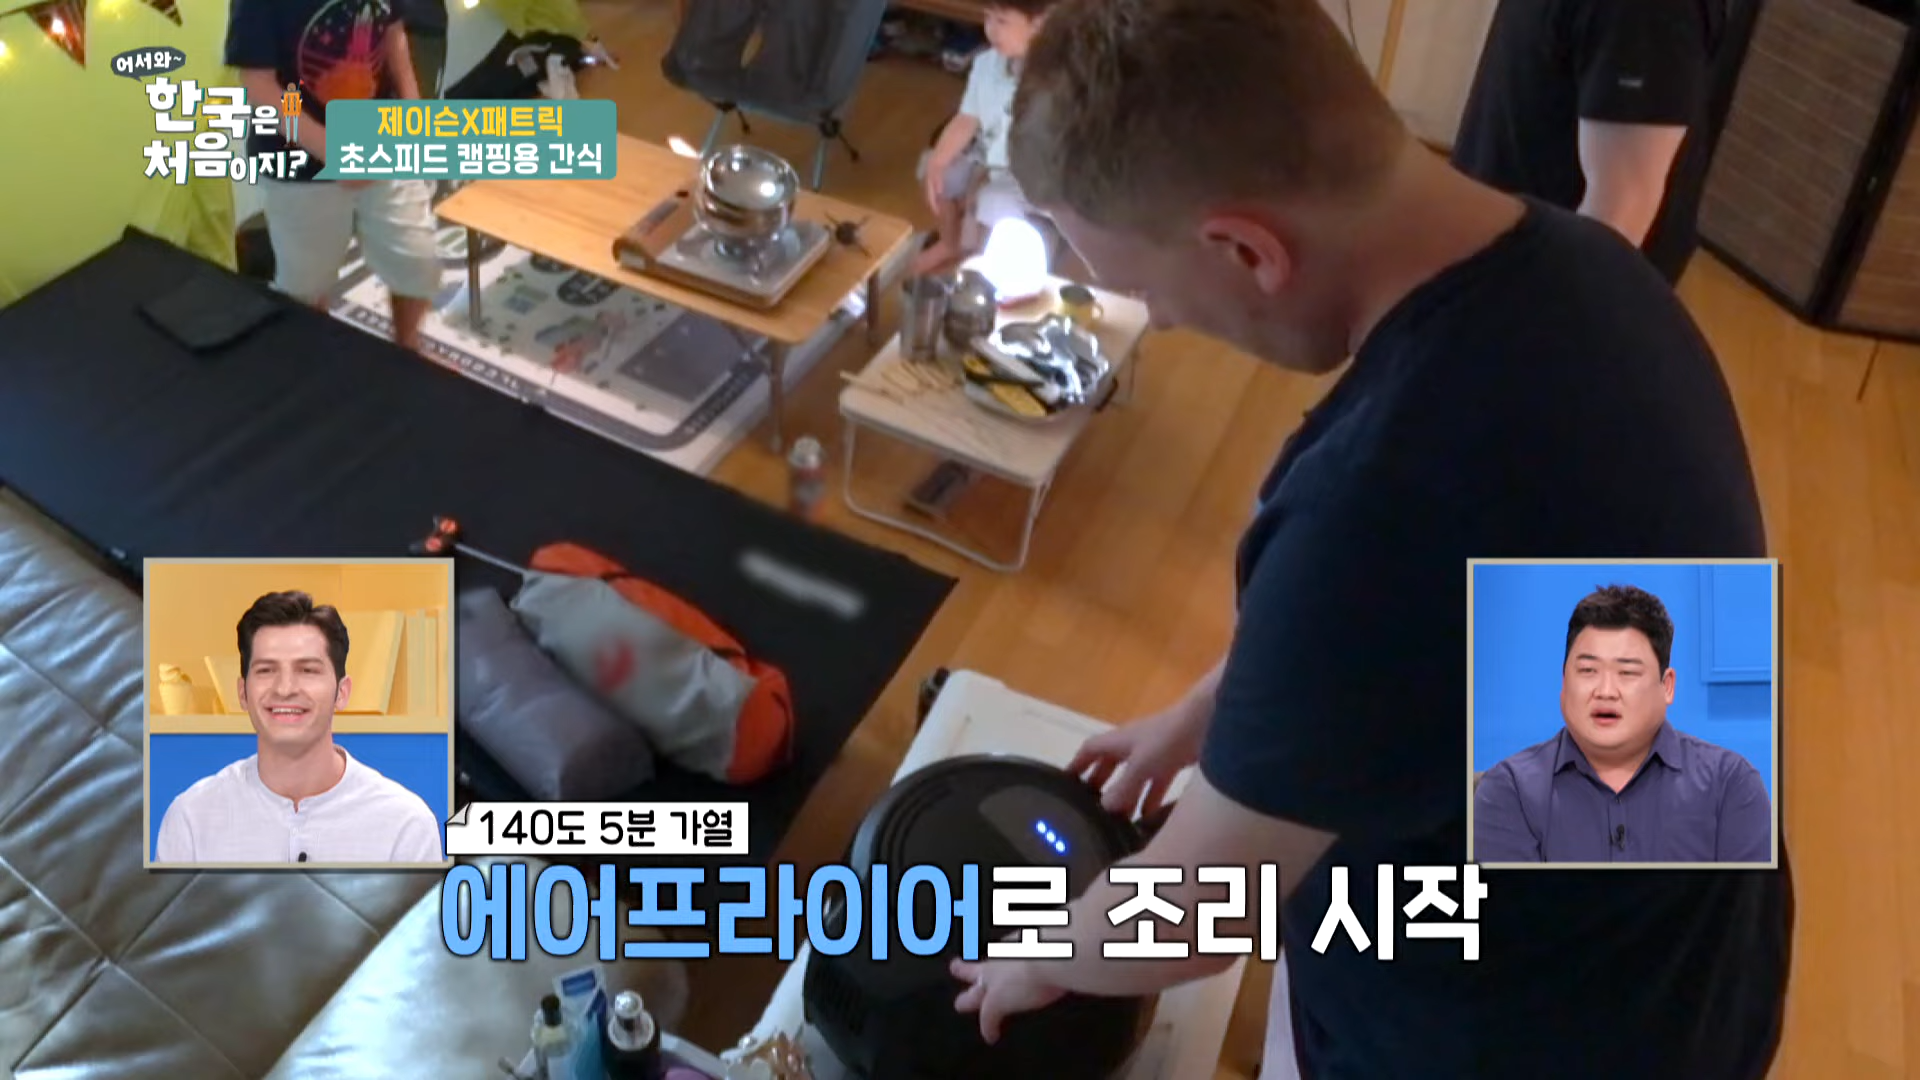 어서와~
한국은
처음이지?
제이슨X패트릭
초스피드 캠핑용 간식
140도 5분 가열
에어프라이어로 조리 시작